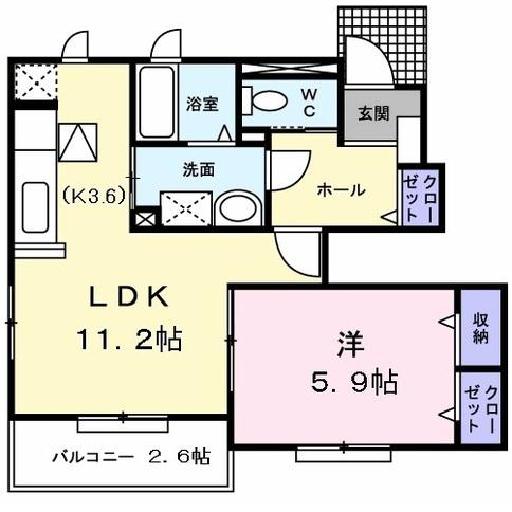 浴室
WC
玄関
洗面
ホール
クロー
ゼット
(K3.6)
LDK
11.2帖
洋
5.9帖
収納
クロー
ゼット
バルコニー 2.6帖